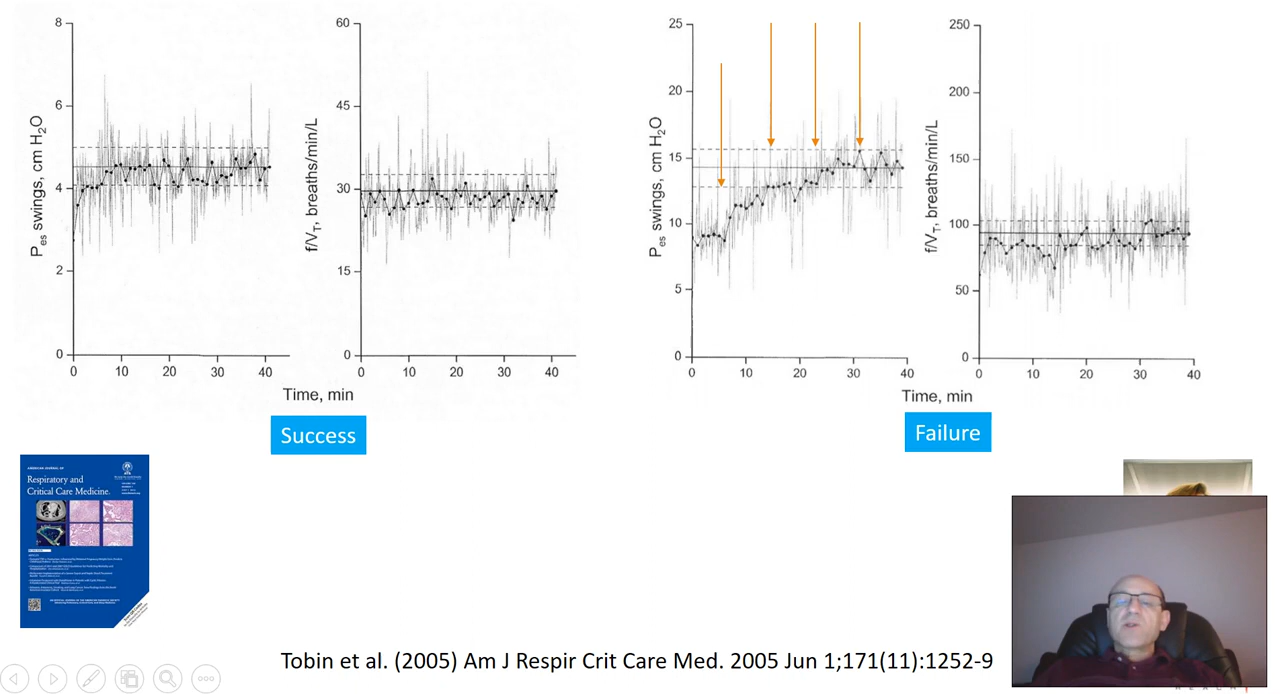 8
6
4
2
0
P_es swings, cm H₂O
0 10 20 30 40
60
45
30
15
0
f/V_T, breaths/min/L
0 10 20 30 40
Time, min
Success
25
20
15
10
5
0
P_es swings, cm H₂O
0 10 20 30 40
250
200
150
100
50
0
f/V_T, breaths/min/L
0 10 20 30 40
Time, min
Failure
AMERICAN JOURNAL OF
Respiratory and
Critical Care Medicine.
Tobin et al. (2005) Am J Respir Crit Care Med. 2005 Jun 1;171(11):1252-9